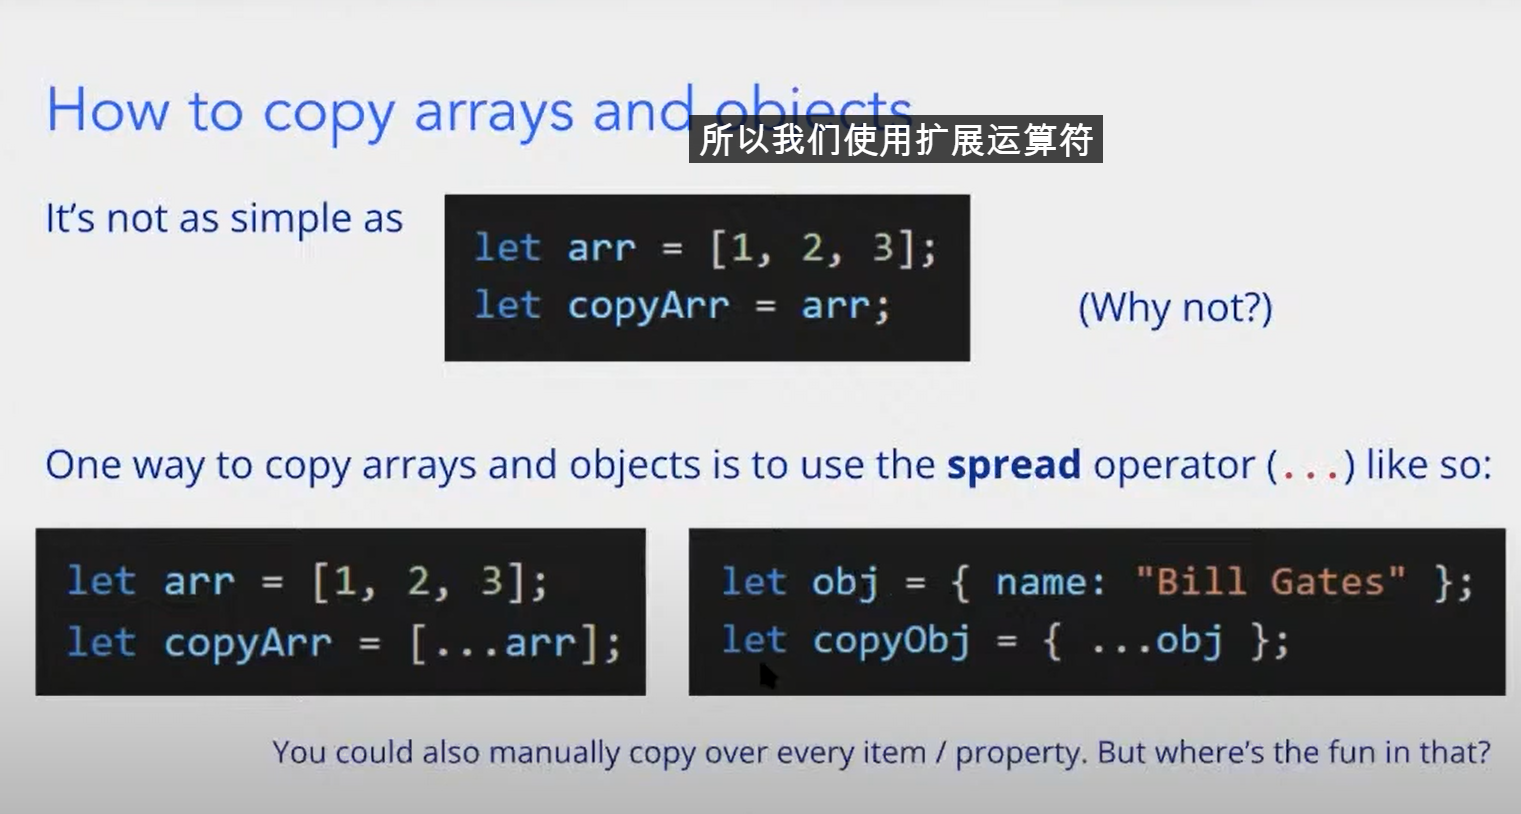 How to copy arrays and objects
所以我们使用扩展运算符
It's not as simple as
let arr = [1, 2, 3];
let copyArr = arr;
(Why not?)
One way to copy arrays and objects is to use the spread operator (...) like so:
let arr = [1, 2, 3];
let copyArr = [...arr];
let obj = { name: "Bill Gates" };
let copyObj = { ...obj };
You could also manually copy over every item / property. But where's the fun in that?